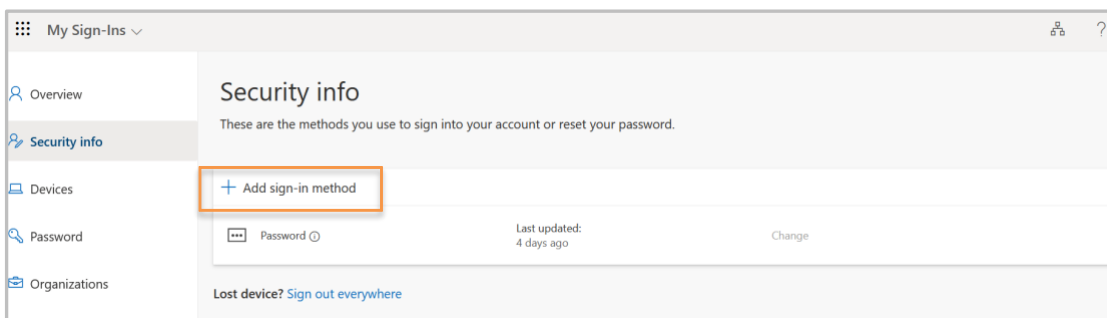 My Sign-Ins
?
Overview
Security info
Devices
Password
Organizations
Security info
These are the methods you use to sign into your account or reset your password.
+ Add sign-in method
Password
Last updated:
4 days ago
Change
Lost device? Sign out everywhere